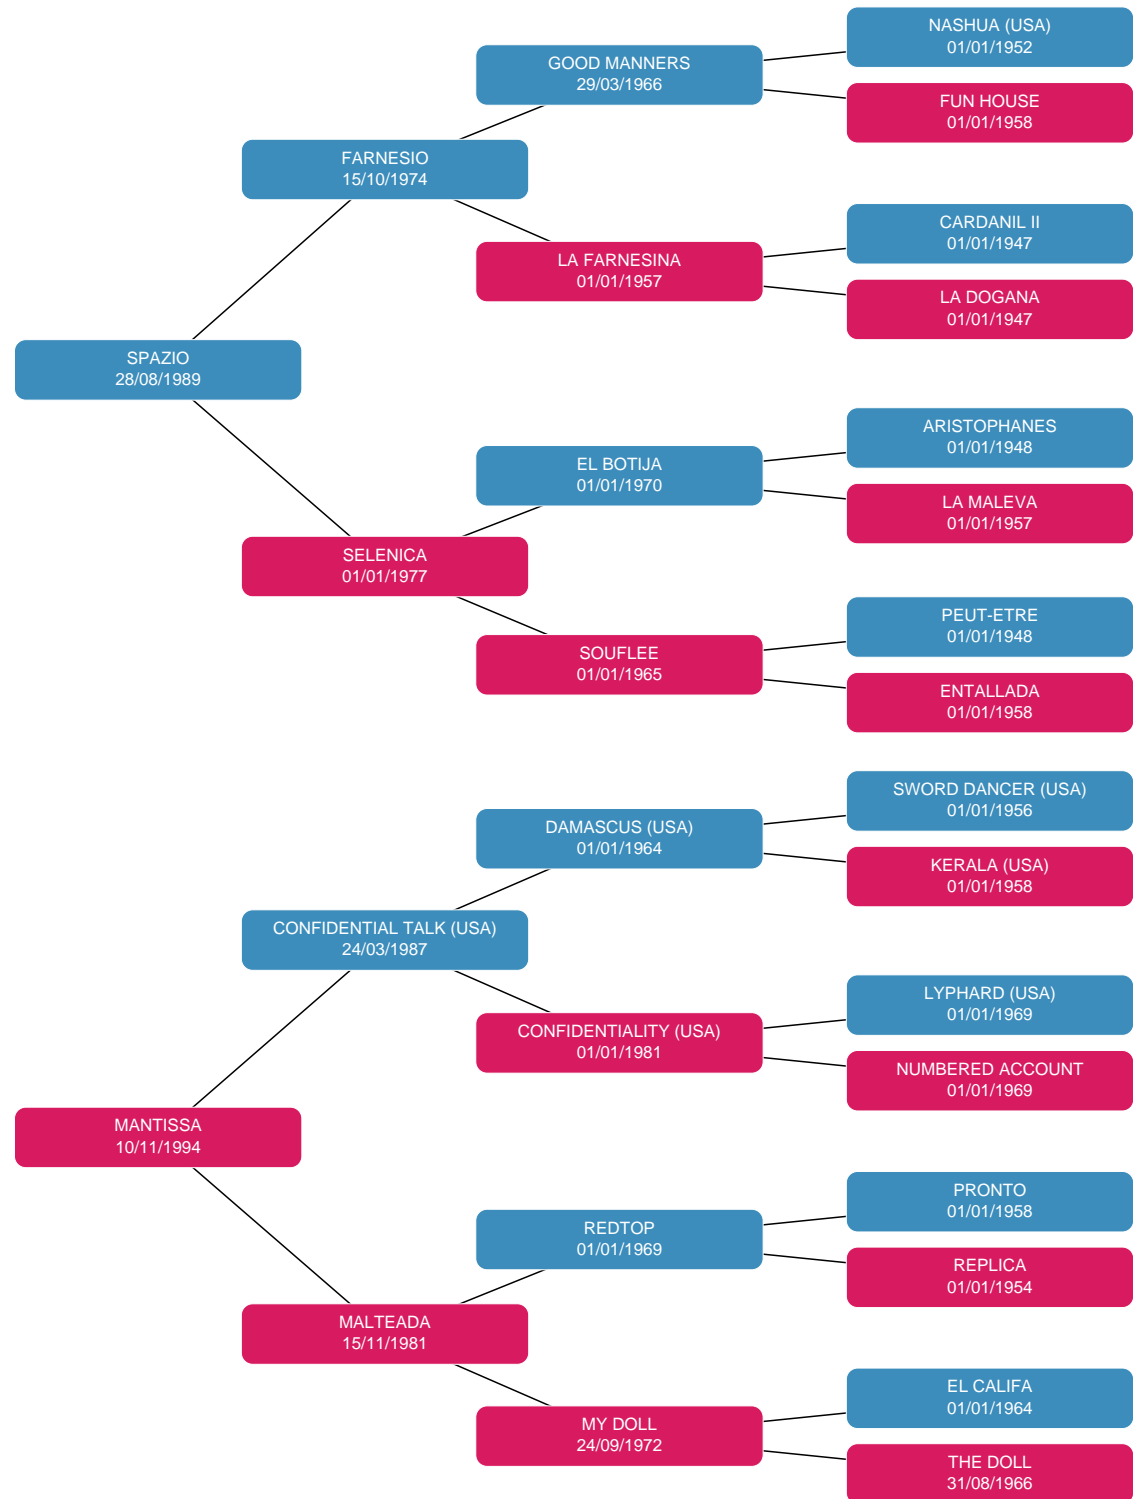 NASHUA (USA)
01/01/1952
GOOD MANNERS
29/03/1966
FUN HOUSE
01/01/1958
FARNESIO
15/10/1974
CARDANIL II
01/01/1947
LA FARNESINA
01/01/1957
LA DOGANA
01/01/1947
SPAZIO
28/08/1989
ARISTOPHANES
01/01/1948
EL BOTIJA
01/01/1970
LA MALEVA
01/01/1957
SELENICA
01/01/1977
PEUT-ETRE
01/01/1948
SOUFLEE
01/01/1965
ENTALLADA
01/01/1958
SWORD DANCER (USA)
01/01/1956
DAMASCUS (USA)
01/01/1964
KERALA (USA)
01/01/1958
CONFIDENTIAL TALK (USA)
24/03/1987
LYPHARD (USA)
01/01/1969
CONFIDENTIALITY (USA)
01/01/1981
NUMBERED ACCOUNT
01/01/1969
MANTISSA
10/11/1994
PRONTO
01/01/1958
REDTOP
01/01/1969
REPLICA
01/01/1954
MALTEADA
15/11/1981
EL CALIFA
01/01/1964
MY DOLL
24/09/1972
THE DOLL
31/08/1966